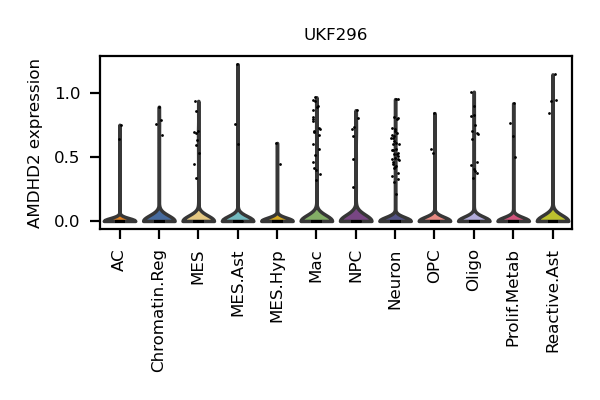 UKF296
AMDHD2 expression
1.0
0.5
0.0
AC
Chromatin.Reg
MES
MES.Ast
MES.Hyp
Mac
NPC
Neuron
OPC
Oligo
Prolif.Metab
Reactive.Ast